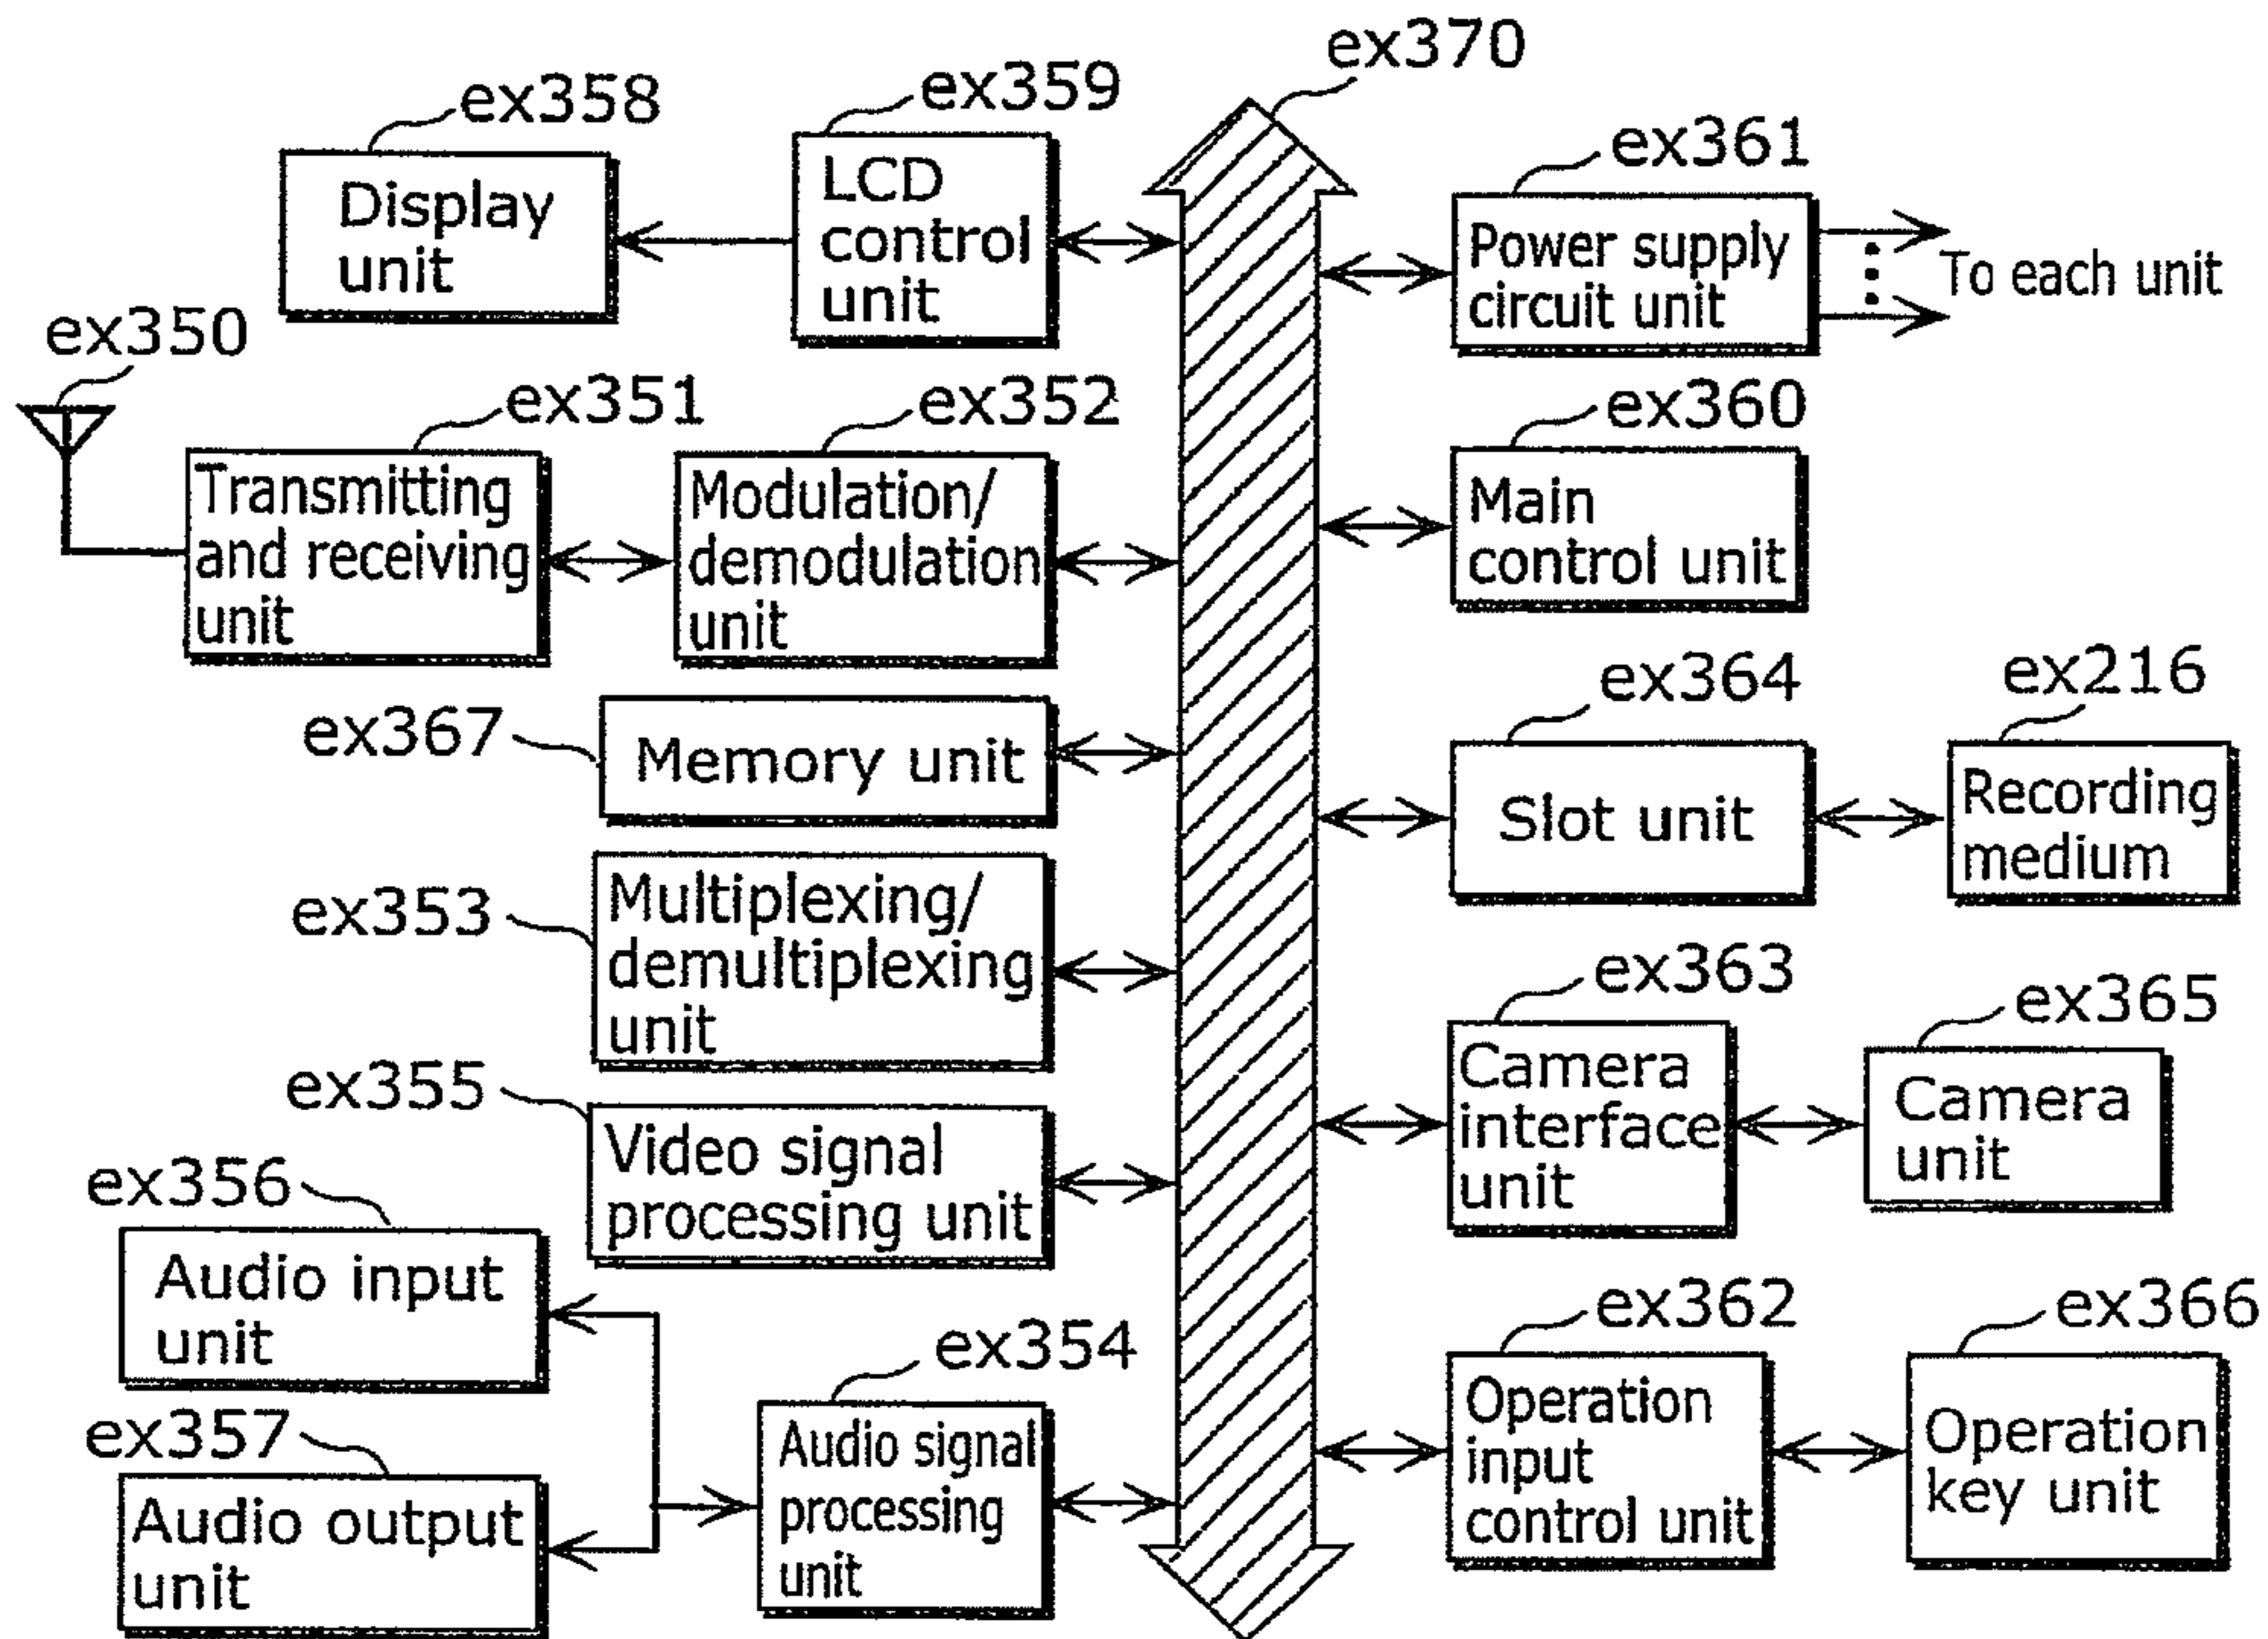 ex370
ex358
ex359
Display
unit
LCD
control
unit
ex361
Power supply
circuit unit
To each unit
ex350
ex351
Transmitting
and receiving
unit
ex352
Modulation/
demodulation
unit
ex360
Main
control unit
ex367
Memory unit
ex364
Slot unit
ex216
Recording
medium
ex353
Multiplexing/
demultiplexing
unit
ex363
Camera
interface
unit
ex365
Camera
unit
ex355
Video signal
processing unit
ex356
Audio input
unit
ex357
Audio output
unit
ex354
Audio signal
processing
unit
ex362
Operation
input
control unit
ex366
Operation
key unit